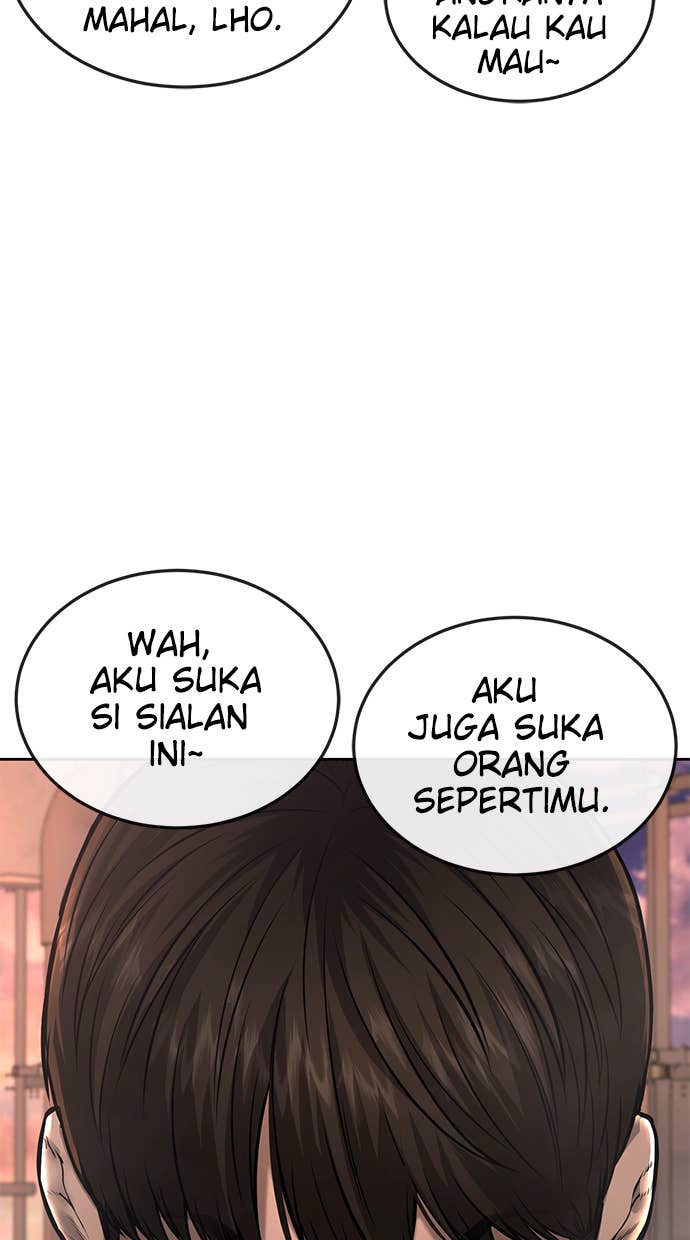 MAHAL, LHO.
KALAU KAU
MAU~
WAH,
AKU SUKA
SI SIALAN
INI~
AKU
JUGA SUKA
ORANG
SEPERTIMU.